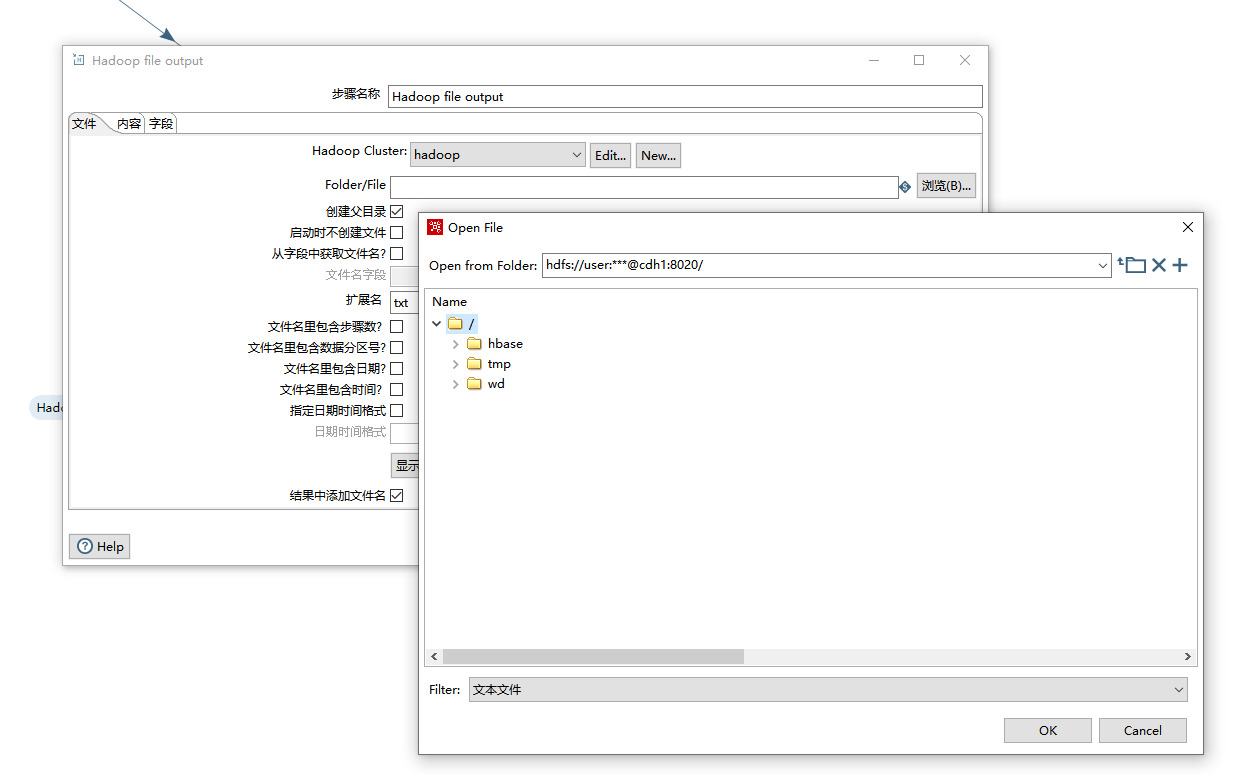 Hadoop file output
步骤名称 Hadoop file output
文件 内容 字段
Hadoop Cluster: hadoop Edit... New...
Folder/File 浏览(B)...
创建父目录
启动时不创建文件
从字段中获取文件名?
文件名字段
扩展名 txt
文件名里包含步骤数?
文件名里包含数据分区号?
文件名里包含日期?
文件名里包含时间?
指定日期时间格式
日期时间格式
显示
结果中添加文件名
Help
Open File
Open from Folder: hdfs://user:***@cdh1:8020/
Name
/
hbase
tmp
wd
Filter: 文本文件
OK Cancel